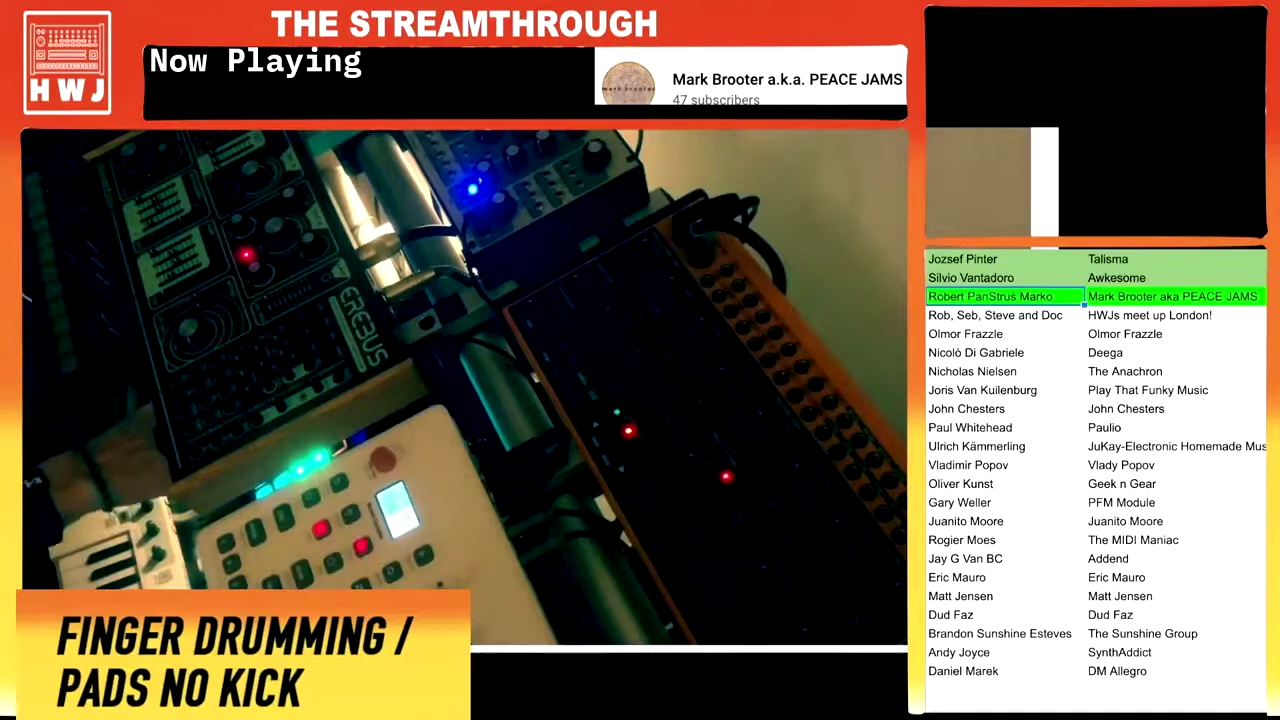 THE STREAMTHROUGH
HWJ
Now Playing
Mark Brooter a.k.a. PEACE JAMS
47 subscribers
mark brooter
EREBUS
Jozsef Pinter Talisma
Silvio Vantadoro Awkesome
Robert PanStruś Marko Mark Brooter aka PEACE JAMS
Rob, Seb, Steve and Doc HWJs meet up London!
Olmor Frazzle Olmor Frazzle
Nicolò Di Gabriele Deega
Nicholas Nielsen The Anachron
Joris Van Kuilenburg Play That Funky Music
John Chesters John Chesters
Paul Whitehead Paulio
Ulrich Kämmerling JuKay-Electronic Homemade Mus
Vladimir Popov Vlady Popov
Oliver Kunst Geek n Gear
Gary Weller PFM Module
Juanito Moore Juanito Moore
Rogier Moes The MIDI Maniac
Jay G Van BC Addend
Eric Mauro Eric Mauro
Matt Jensen Matt Jensen
Dud Faz Dud Faz
Brandon Sunshine Esteves The Sunshine Group
Andy Joyce SynthAddict
Daniel Marek DM Allegro
FINGER DRUMMING /
PADS NO KICK